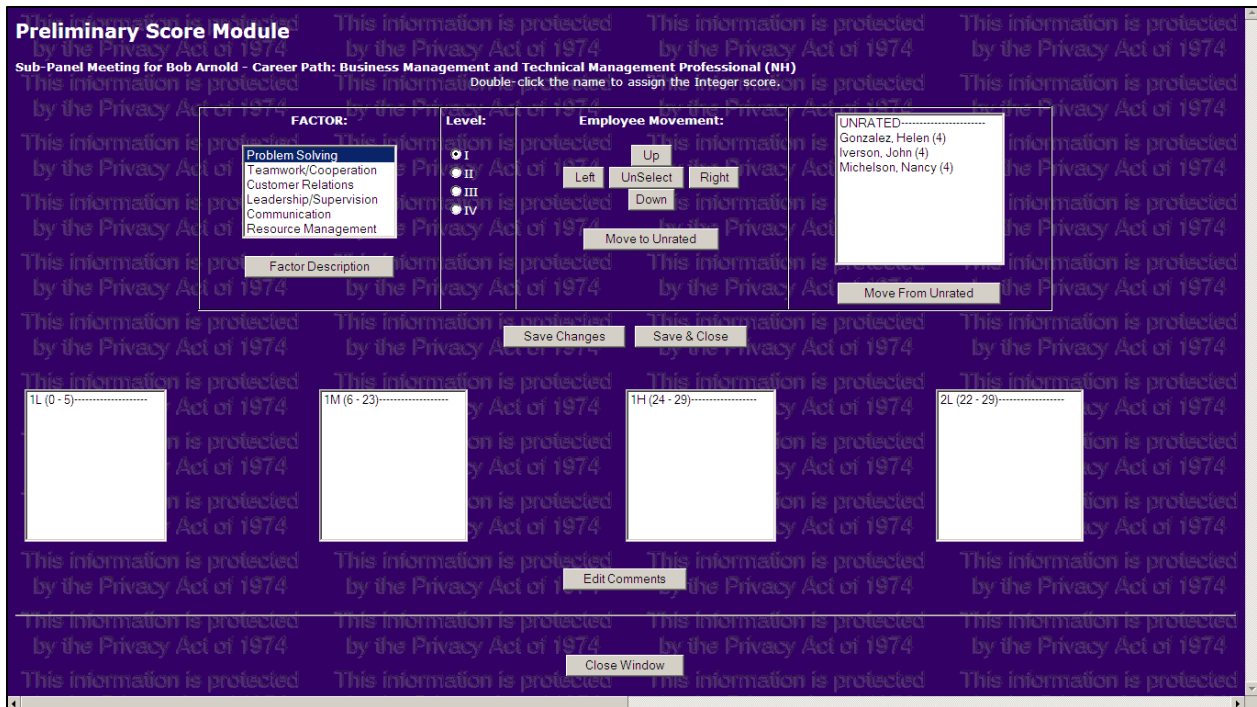 Preliminary Score Module
Sub-Panel Meeting for Bob Arnold - Career Path: Business Management and Technical Management Professional (NH)
Double-click the name to assign the Integer score.
FACTOR:
Problem Solving
Teamwork/Cooperation
Customer Relations
Leadership/Supervision
Communication
Resource Management
Factor Description
Level:
I
II
III
IV
Employee Movement:
Up
Left UnSelect Right
Down
Move to Unrated
UNRATED-----------------------
Gonzalez, Helen (4)
Iverson, John (4)
Michelson, Nancy (4)
Move From Unrated
Save Changes Save & Close
1L (0 - 5)-------------------
1M (6 - 23)------------------
1H (24 - 29)-----------------
2L (22 - 29)-----------------
Edit Comments
Close Window
This information is protected
by the Privacy Act of 1974